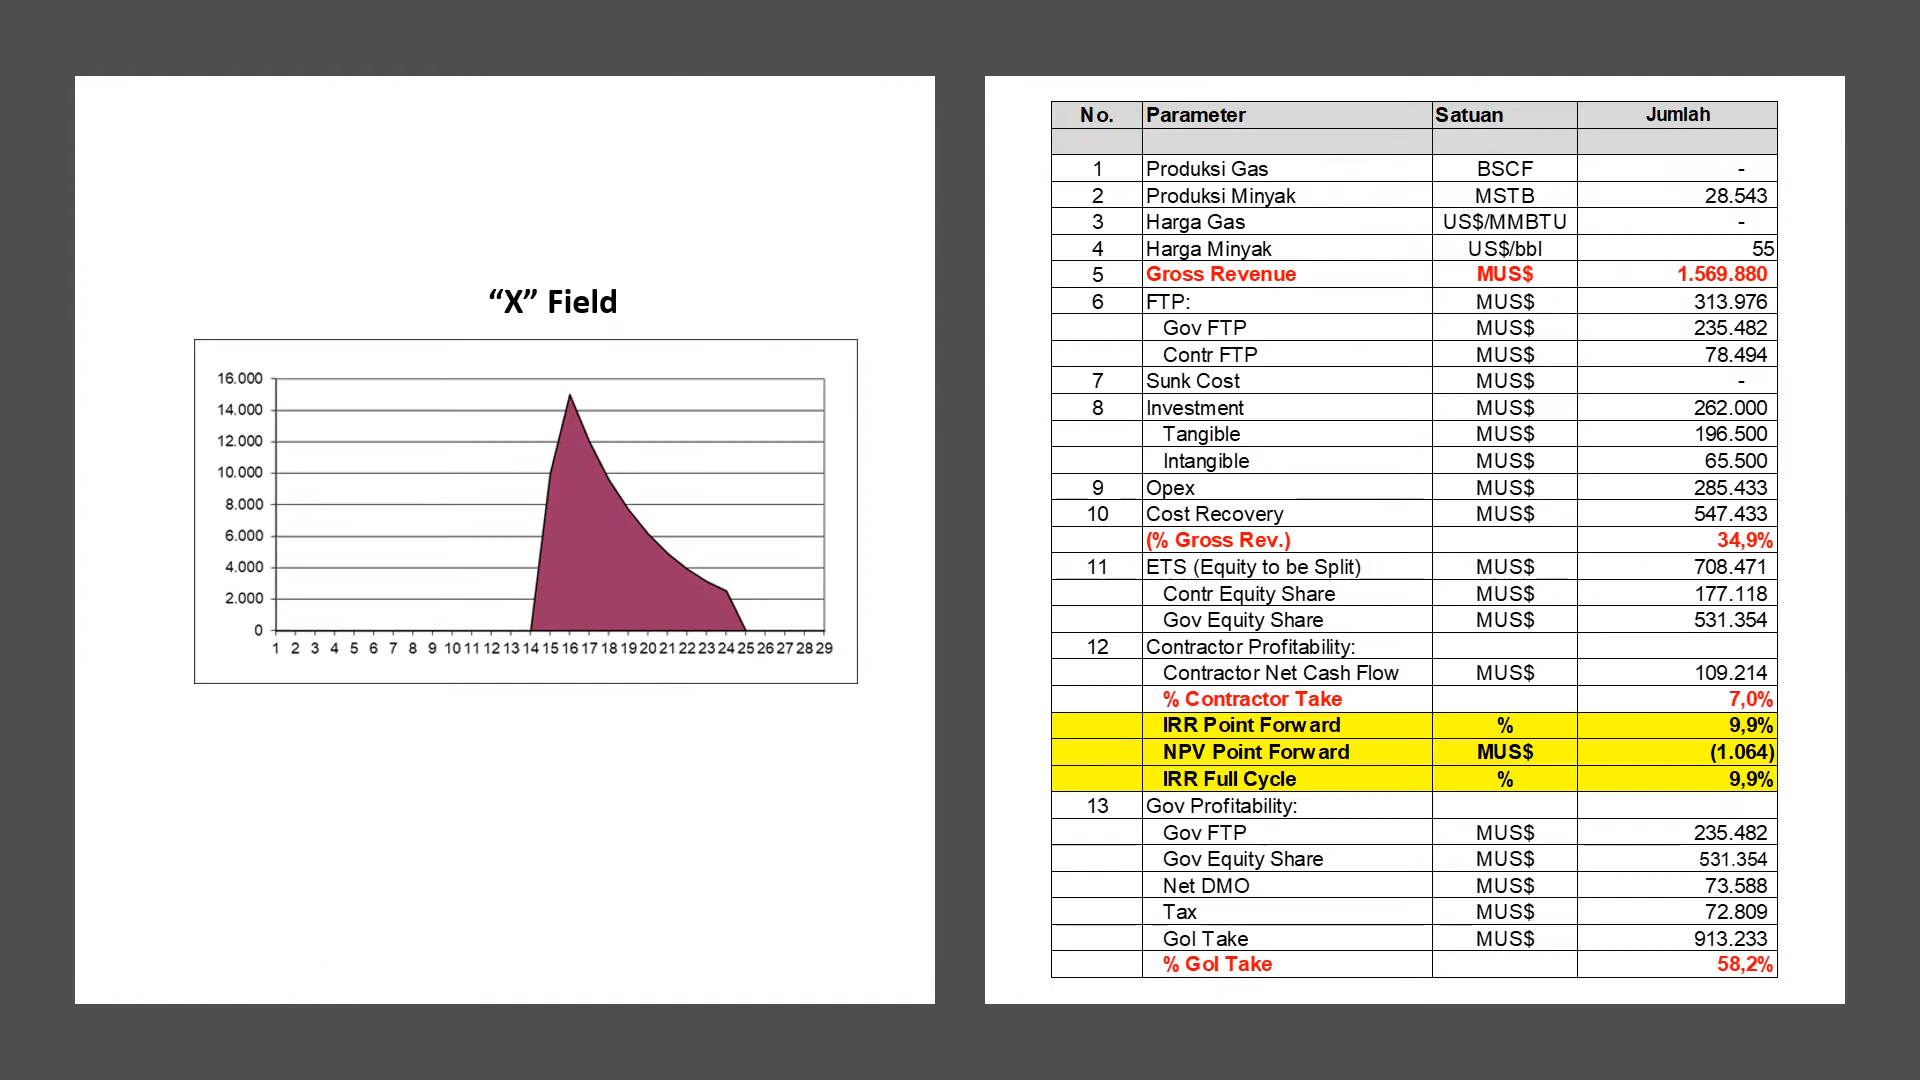 “X” Field
16.000
14.000
12.000
10.000
8.000
6.000
4.000
2.000
0
1 2 3 4 5 6 7 8 9 10 11 12 13 14 15 16 17 18 19 20 21 22 23 24 25 26 27 28 29
No. Parameter Satuan Jumlah
1 Produksi Gas BSCF -
2 Produksi Minyak MSTB 28.543
3 Harga Gas US$/MMBTU -
4 Harga Minyak US$/bbl 55
5 Gross Revenue MUS$ 1.569.880
6 FTP: MUS$ 313.976
Gov FTP MUS$ 235.482
Contr FTP MUS$ 78.494
7 Sunk Cost MUS$ -
8 Investment MUS$ 262.000
Tangible MUS$ 196.500
Intangible MUS$ 65.500
9 Opex MUS$ 285.433
10 Cost Recovery MUS$ 547.433
(% Gross Rev.) 34,9%
11 ETS (Equity to be Split) MUS$ 708.471
Contr Equity Share MUS$ 177.118
Gov Equity Share MUS$ 531.354
12 Contractor Profitability:
Contractor Net Cash Flow MUS$ 109.214
% Contractor Take 7,0%
IRR Point Forward % 9,9%
NPV Point Forward MUS$ (1.064)
IRR Full Cycle % 9,9%
13 Gov Profitability:
Gov FTP MUS$ 235.482
Gov Equity Share MUS$ 531.354
Net DMO MUS$ 73.588
Tax MUS$ 72.809
GoI Take MUS$ 913.233
% GoI Take 58,2%